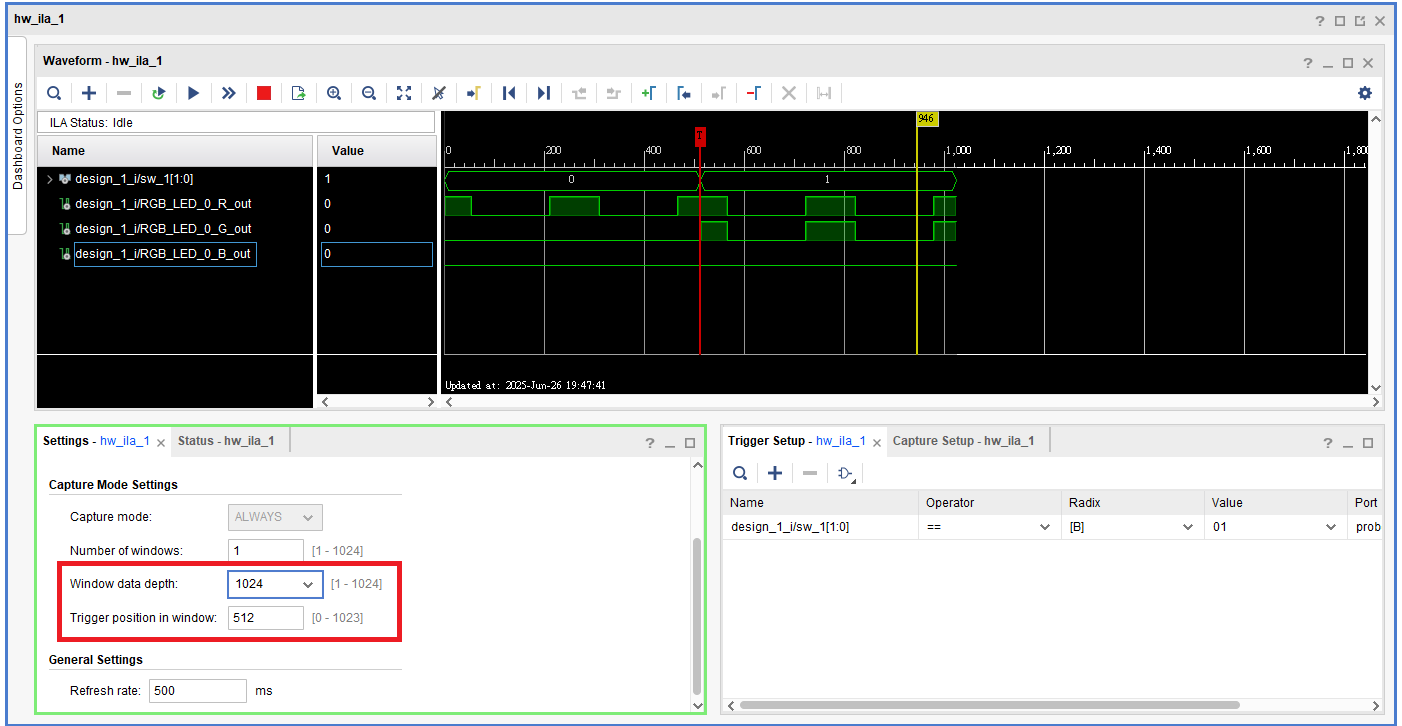 hw_ila_1
Dashboard Options
Waveform - hw_ila_1
ILA Status: Idle
Name Value
design_1_i/sw_1[1:0] 1
design_1_i/RGB_LED_0_R_out 0
design_1_i/RGB_LED_0_G_out 0
design_1_i/RGB_LED_0_B_out 0
946
0 200 400 600 800 1,000 1,200 1,400 1,600 1,800
0 1
Updated at: 2025-Jun-26 19:47:41
Settings - hw_ila_1 Status - hw_ila_1
Capture Mode Settings
Capture mode: ALWAYS
Number of windows: 1 [1 - 1024]
Window data depth: 1024 [1 - 1024]
Trigger position in window: 512 [0 - 1023]
General Settings
Refresh rate: 500 ms
Trigger Setup - hw_ila_1 Capture Setup - hw_ila_1
Name Operator Radix Value Port
design_1_i/sw_1[1:0] == [B] 01 prob